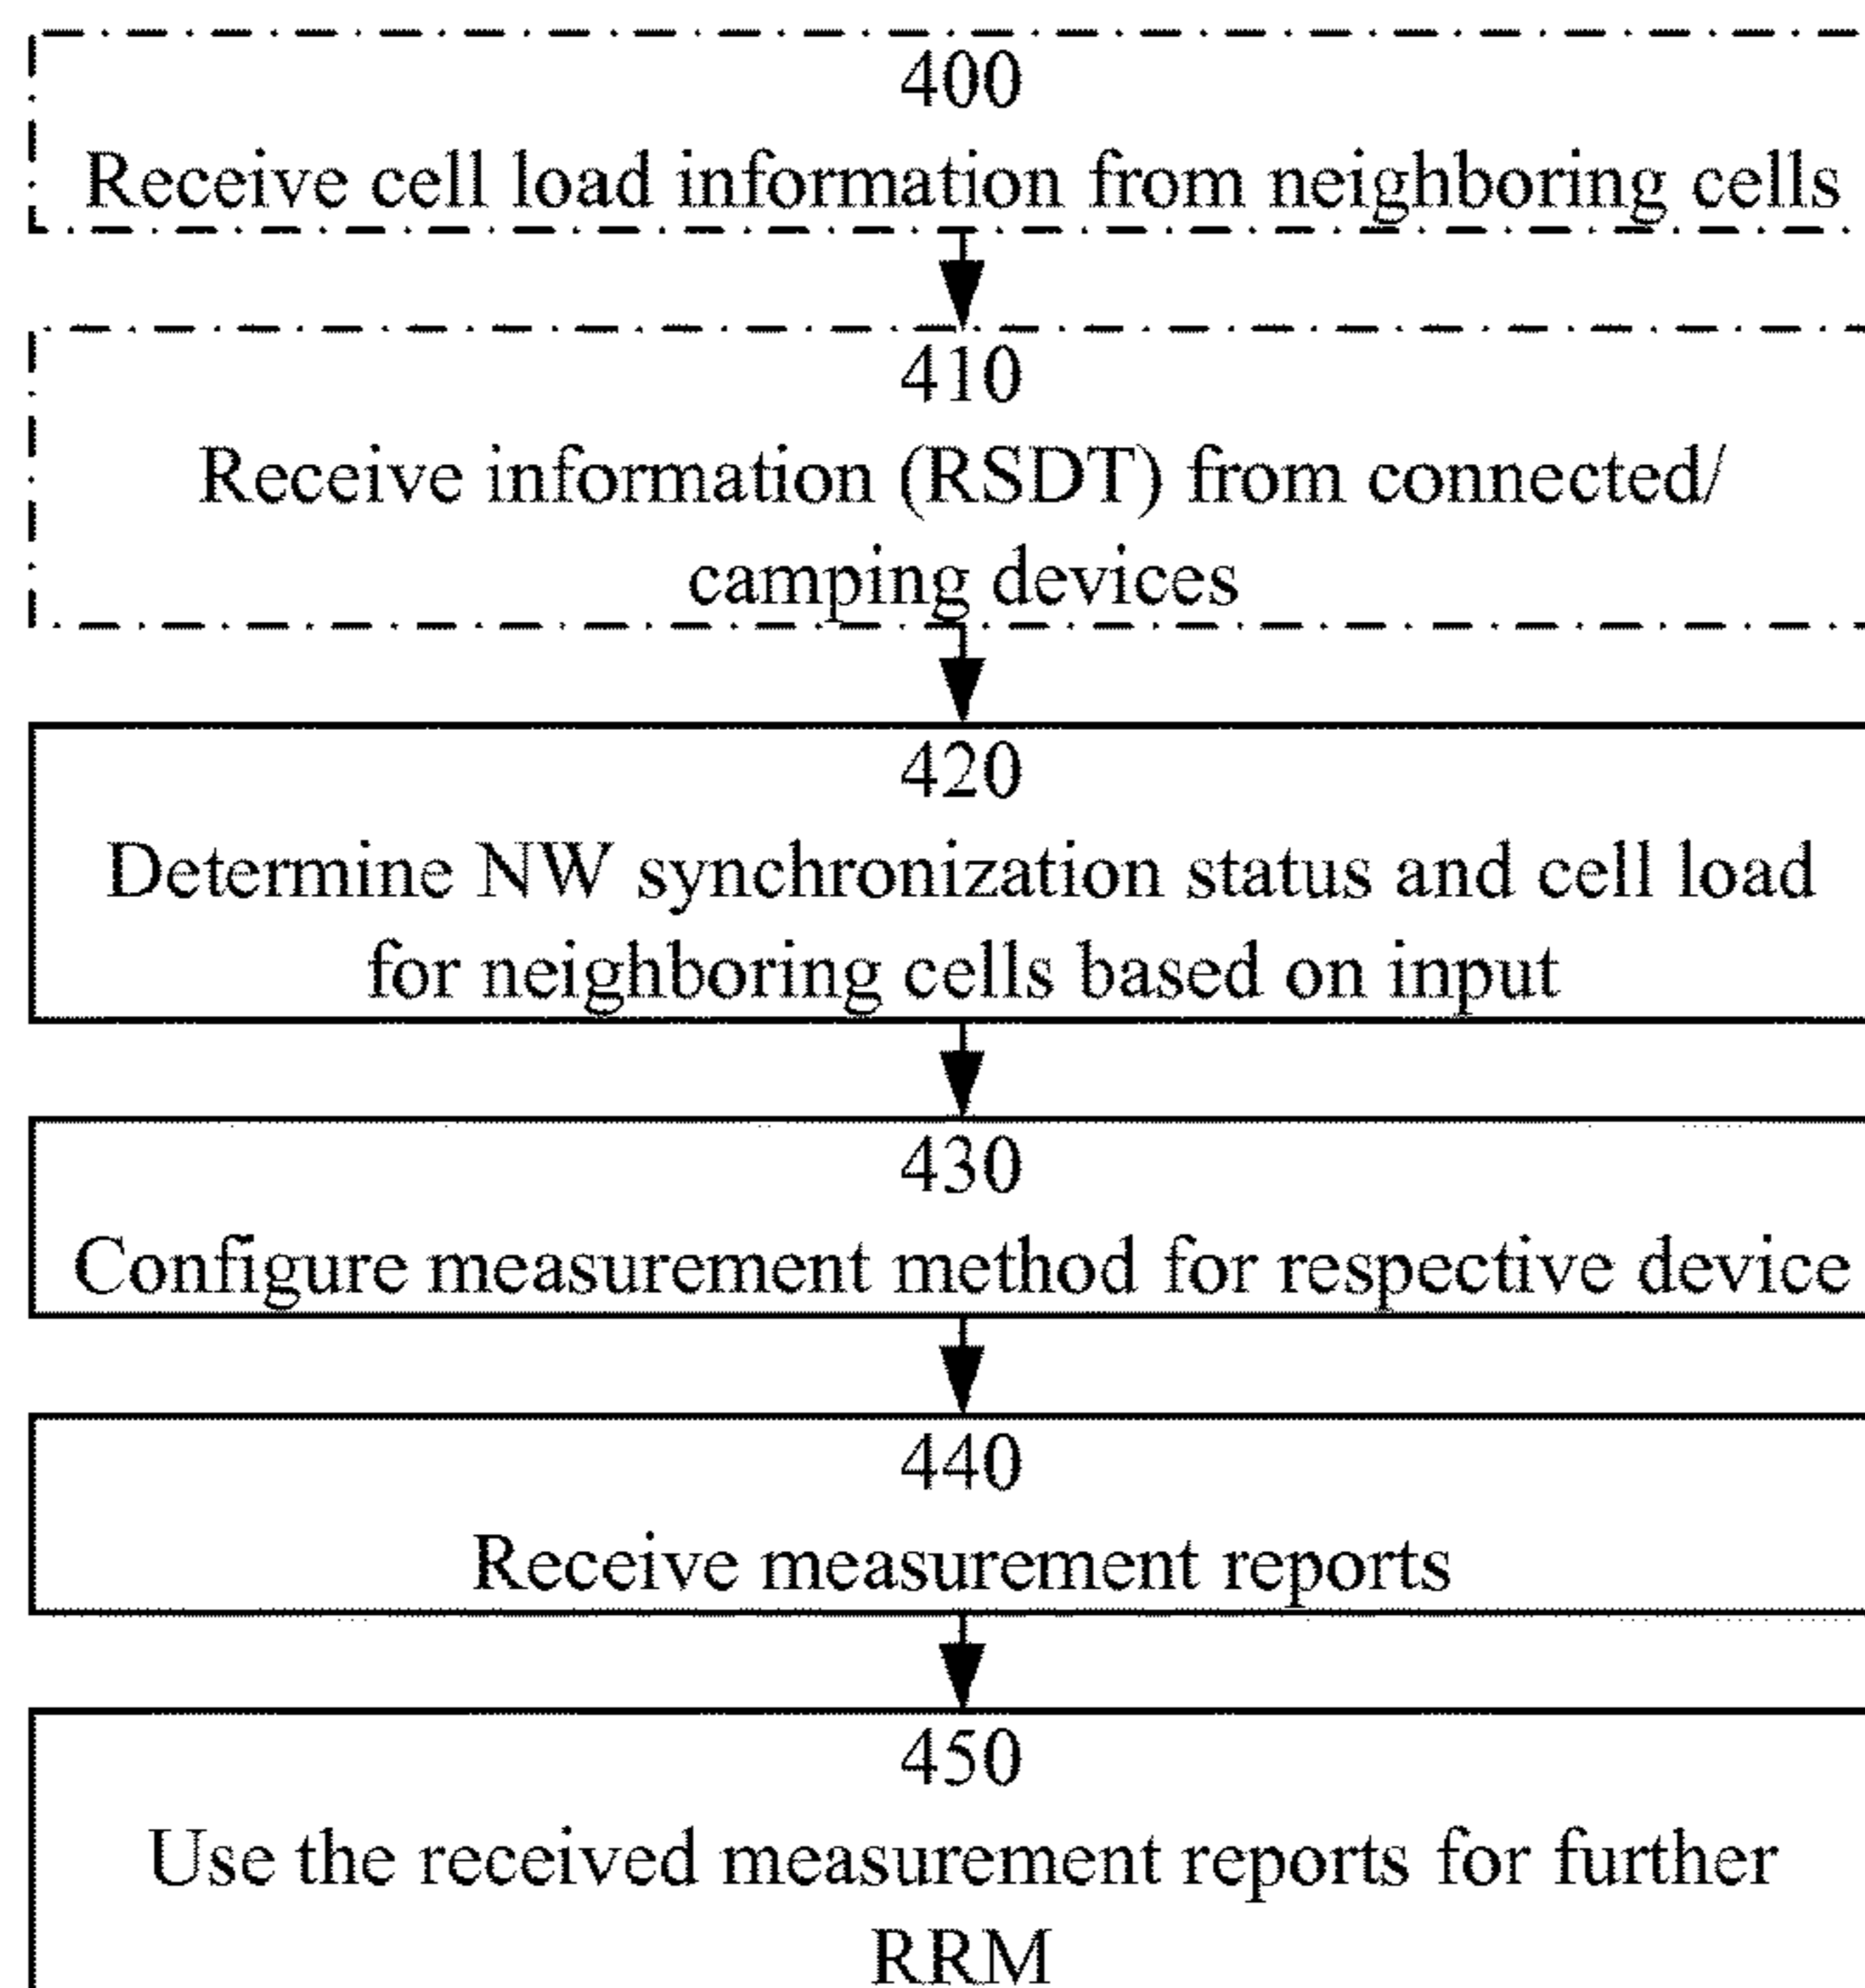 400
Receive cell load information from neighboring cells
410
Receive information (RSDT) from connected/
camping devices
420
Determine NW synchronization status and cell load
for neighboring cells based on input
430
Configure measurement method for respective device
440
Receive measurement reports
450
Use the received measurement reports for further
RRM